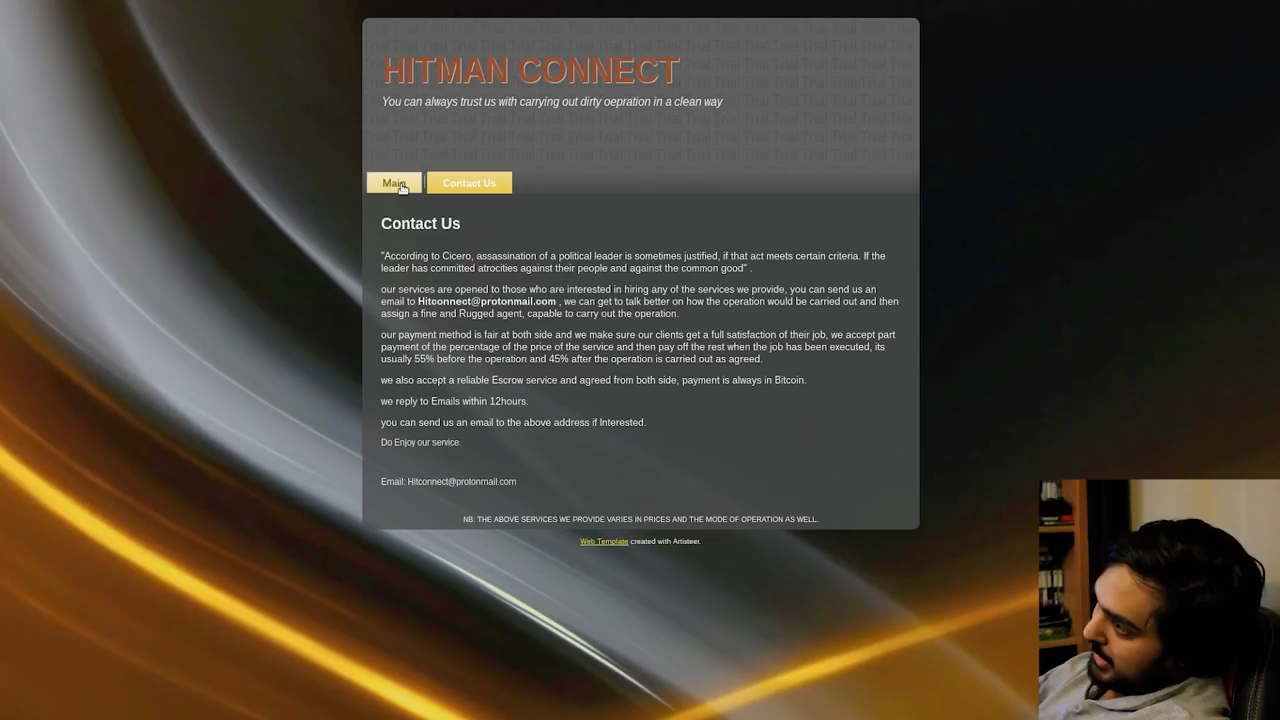 HITMAN CONNECT
You can always trust us with carrying out dirty oepration in a clean way
Main
Contact Us
Contact Us
"According to Cicero, assassination of a political leader is sometimes justified, if that act meets certain criteria. If the
leader has committed atrocities against their people and against the common good" .
our services are opened to those who are interested in hiring any of the services we provide, you can send us an
email to Hitconnect@protonmail.com , we can get to talk better on how the operation would be carried out and then
assign a fine and Rugged agent, capable to carry out the operation.
our payment method is fair at both side and we make sure our clients get a full satisfaction of their job, we accept part
payment of the percentage of the price of the service and then pay off the rest when the job has been executed, its
usually 55% before the operation and 45% after the operation is carried out as agreed.
we also accept a reliable Escrow service and agreed from both side, payment is always in Bitcoin.
we reply to Emails within 12hours.
you can send us an email to the above address if Interested.
Do Enjoy our service.
Email: Hitconnect@protonmail.com
NB: THE ABOVE SERVICES WE PROVIDE VARIES IN PRICES AND THE MODE OF OPERATION AS WELL.
Web Template created with Artisteer.